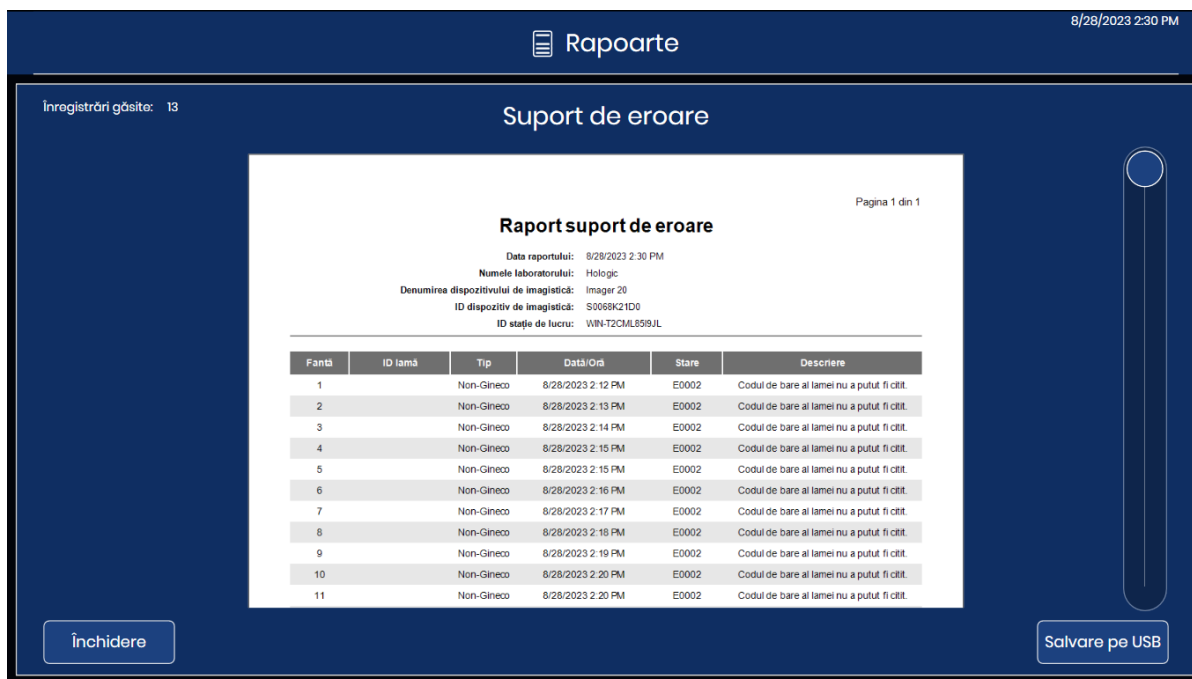 8/28/2023 2:30 PM
Rapoarte
Înregistrări găsite: 13
Suport de eroare
Pagina 1 din 1
Raport suport de eroare
Data raportului: 8/28/2023 2:30 PM
Numele laboratorului: Hologic
Denumirea dispozitivului de imagistică: Imager 20
ID dispozitiv de imagistică: S0068K21D0
ID stație de lucru: WIN-T2CML85I9JL
Fantă ID lamă Tip Dată/Oră Stare Descriere
1 Non-Gineco 8/28/2023 2:12 PM E0002 Codul de bare al lamei nu a putut fi citit.
2 Non-Gineco 8/28/2023 2:13 PM E0002 Codul de bare al lamei nu a putut fi citit.
3 Non-Gineco 8/28/2023 2:14 PM E0002 Codul de bare al lamei nu a putut fi citit.
4 Non-Gineco 8/28/2023 2:15 PM E0002 Codul de bare al lamei nu a putut fi citit.
5 Non-Gineco 8/28/2023 2:15 PM E0002 Codul de bare al lamei nu a putut fi citit.
6 Non-Gineco 8/28/2023 2:16 PM E0002 Codul de bare al lamei nu a putut fi citit.
7 Non-Gineco 8/28/2023 2:17 PM E0002 Codul de bare al lamei nu a putut fi citit.
8 Non-Gineco 8/28/2023 2:18 PM E0002 Codul de bare al lamei nu a putut fi citit.
9 Non-Gineco 8/28/2023 2:19 PM E0002 Codul de bare al lamei nu a putut fi citit.
10 Non-Gineco 8/28/2023 2:20 PM E0002 Codul de bare al lamei nu a putut fi citit.
11 Non-Gineco 8/28/2023 2:20 PM E0002 Codul de bare al lamei nu a putut fi citit.
Închidere
Salvare pe USB